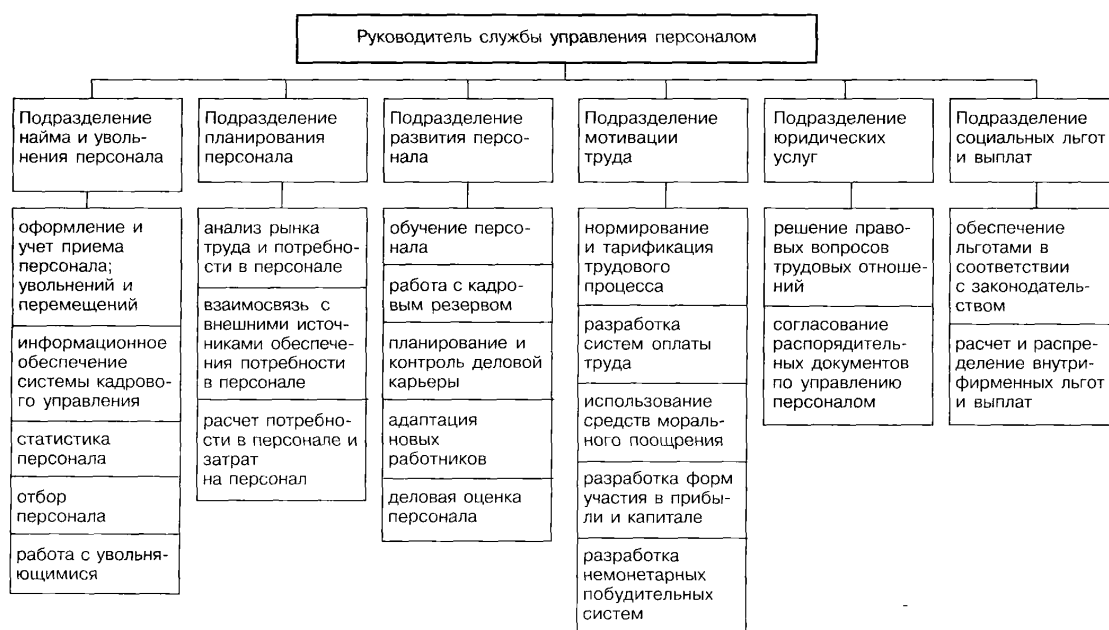 Руководитель службы управления персоналом
Подразделение
найма и уволь-
нения персонала
Подразделение
планирования
персонала
Подразделение
развития персо-
нала
Подразделение
мотивации
труда
Подразделение
юридических
услуг
Подразделение
социальных льгот
и выплат
оформление и
учет приема
персонала;
увольнений и
перемещений
информационное
обеспечение
системы кадрово-
го управления
статистика
персонала
отбор
персонала
работа с увольня-
ющимися
анализ рынка
труда и потребно-
сти в персонале
взаимосвязь с
внешними источ-
никами обеспече-
ния потребности
в персонале
расчет потребно-
сти в персонале и
затрат
на персонал
обучение персо-
нала
работа с кадро-
вым резервом
планирование и
контроль деловой
карьеры
адаптация
новых
работников
деловая оценка
персонала
нормирование
и тарификация
трудового
процесса
разработка
систем оплаты
труда
использование
средств мораль-
ного поощрения
разработка форм
участия в прибы-
ли и капитале
разработка
немонетарных
побудительных
систем
решение право-
вых вопросов
трудовых отноше-
ний
согласование
распорядитель-
ных документов
по управлению
персоналом
обеспечение
льготами в
соответствии
с законодатель-
ством
расчет и распре-
деление внутри-
фирменных льгот
и выплат